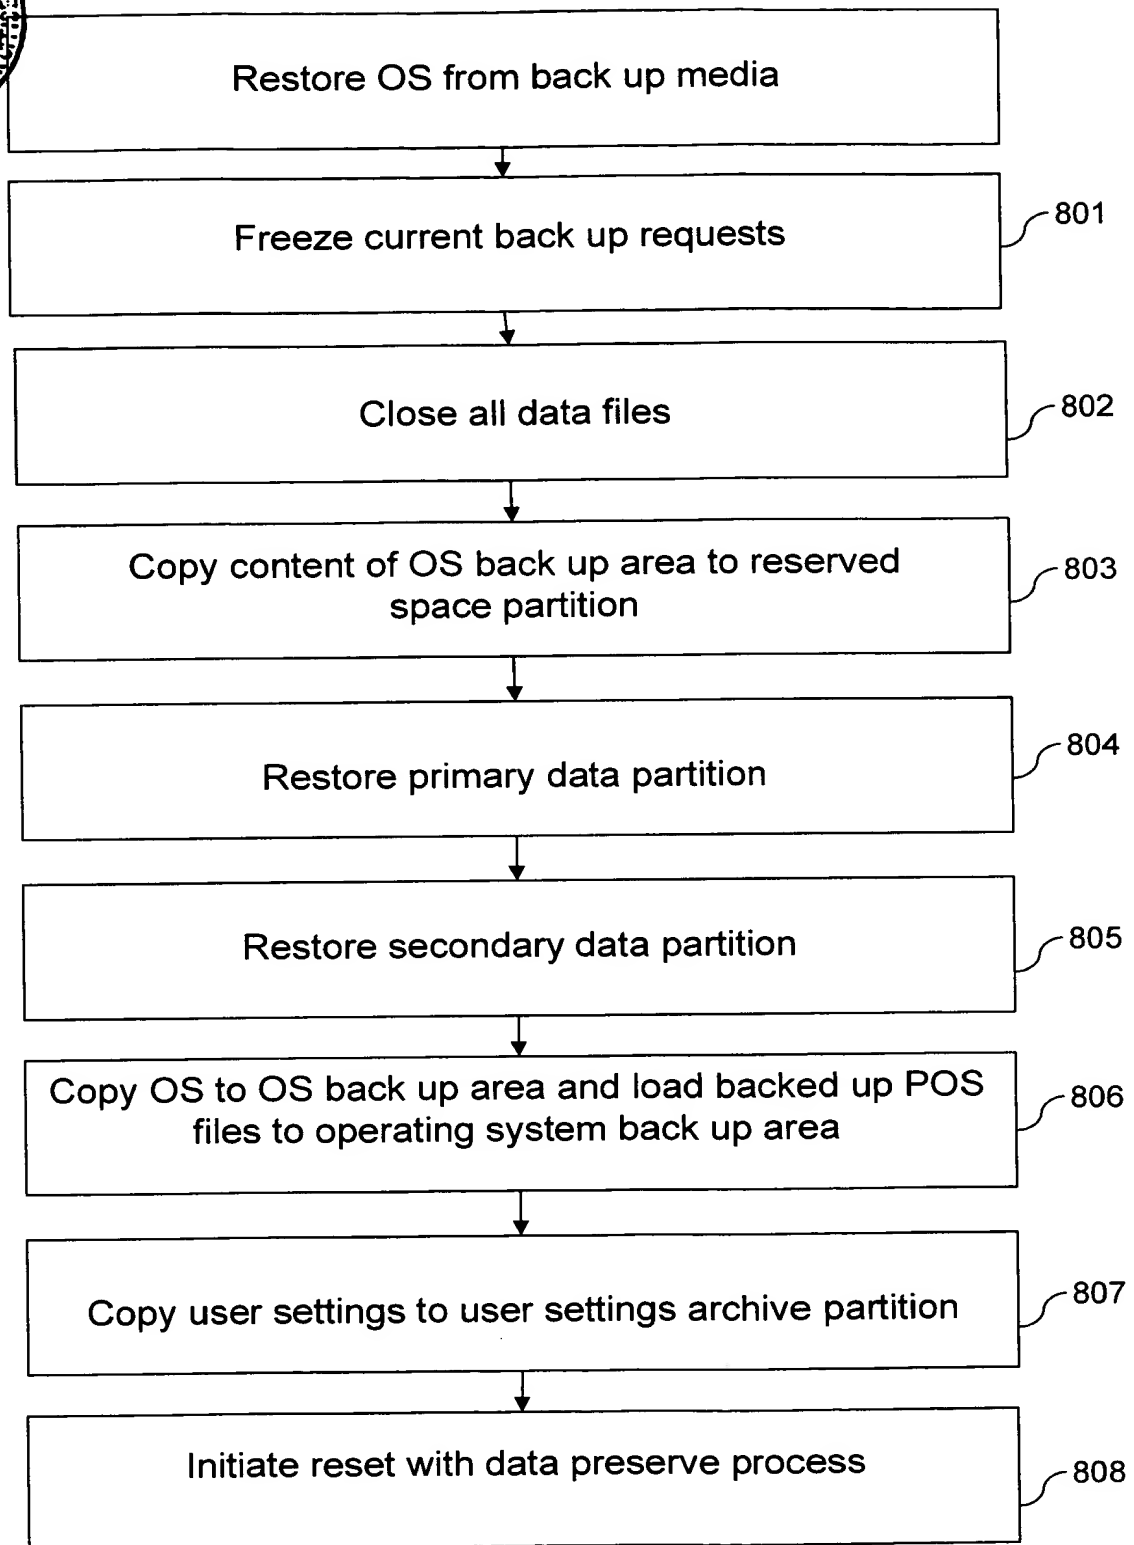 Restore OS from back up media
Freeze current back up requests
801
Close all data files
802
Copy content of OS back up area to reserved
space partition
803
Restore primary data partition
804
Restore secondary data partition
805
Copy OS to OS back up area and load backed up POS
files to operating system back up area
806
Copy user settings to user settings archive partition
807
Initiate reset with data preserve process
808